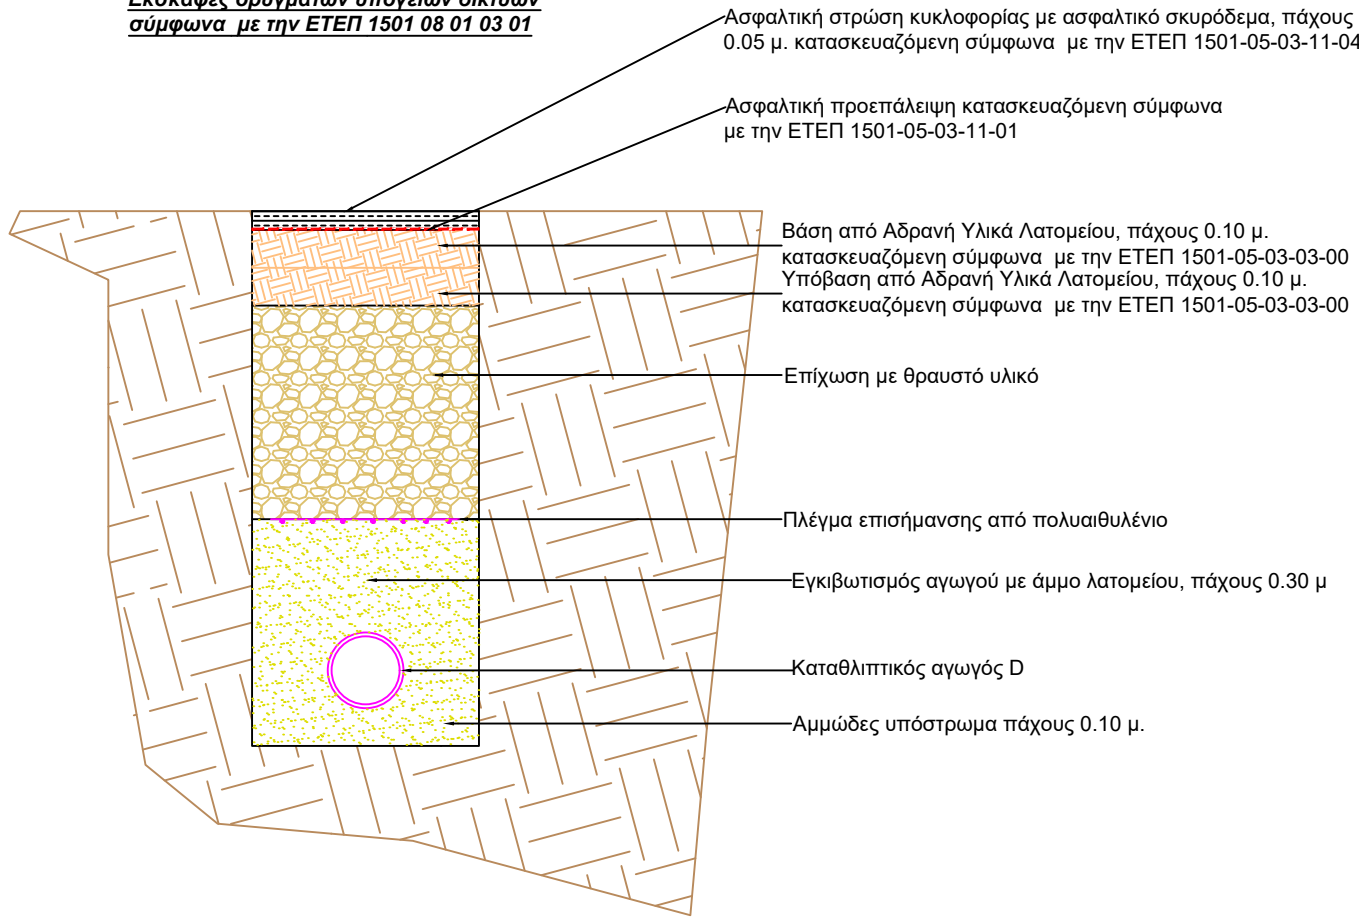 Εκσκαφές ορυγμάτων υπογείων δικτύων
σύμφωνα με την ΕΤΕΠ 1501 08 01 03 01
Ασφαλτική στρώση κυκλοφορίας με ασφαλτικό σκυρόδεμα, πάχους
0.05 μ. κατασκευαζόμενη σύμφωνα με την ΕΤΕΠ 1501-05-03-11-04
Ασφαλτική προεπάλειψη κατασκευαζόμενη σύμφωνα
με την ΕΤΕΠ 1501-05-03-11-01
Βάση από Αδρανή Υλικά Λατομείου, πάχους 0.10 μ.
κατασκευαζόμενη σύμφωνα με την ΕΤΕΠ 1501-05-03-03-00
Υπόβαση από Αδρανή Υλικά Λατομείου, πάχους 0.10 μ.
κατασκευαζόμενη σύμφωνα με την ΕΤΕΠ 1501-05-03-03-00
Επίχωση με θραυστό υλικό
Πλέγμα επισήμανσης από πολυαιθυλένιο
Εγκιβωτισμός αγωγού με άμμο λατομείου, πάχους 0.30 μ
Καταθλιπτικός αγωγός D
Αμμώδες υπόστρωμα πάχους 0.10 μ.